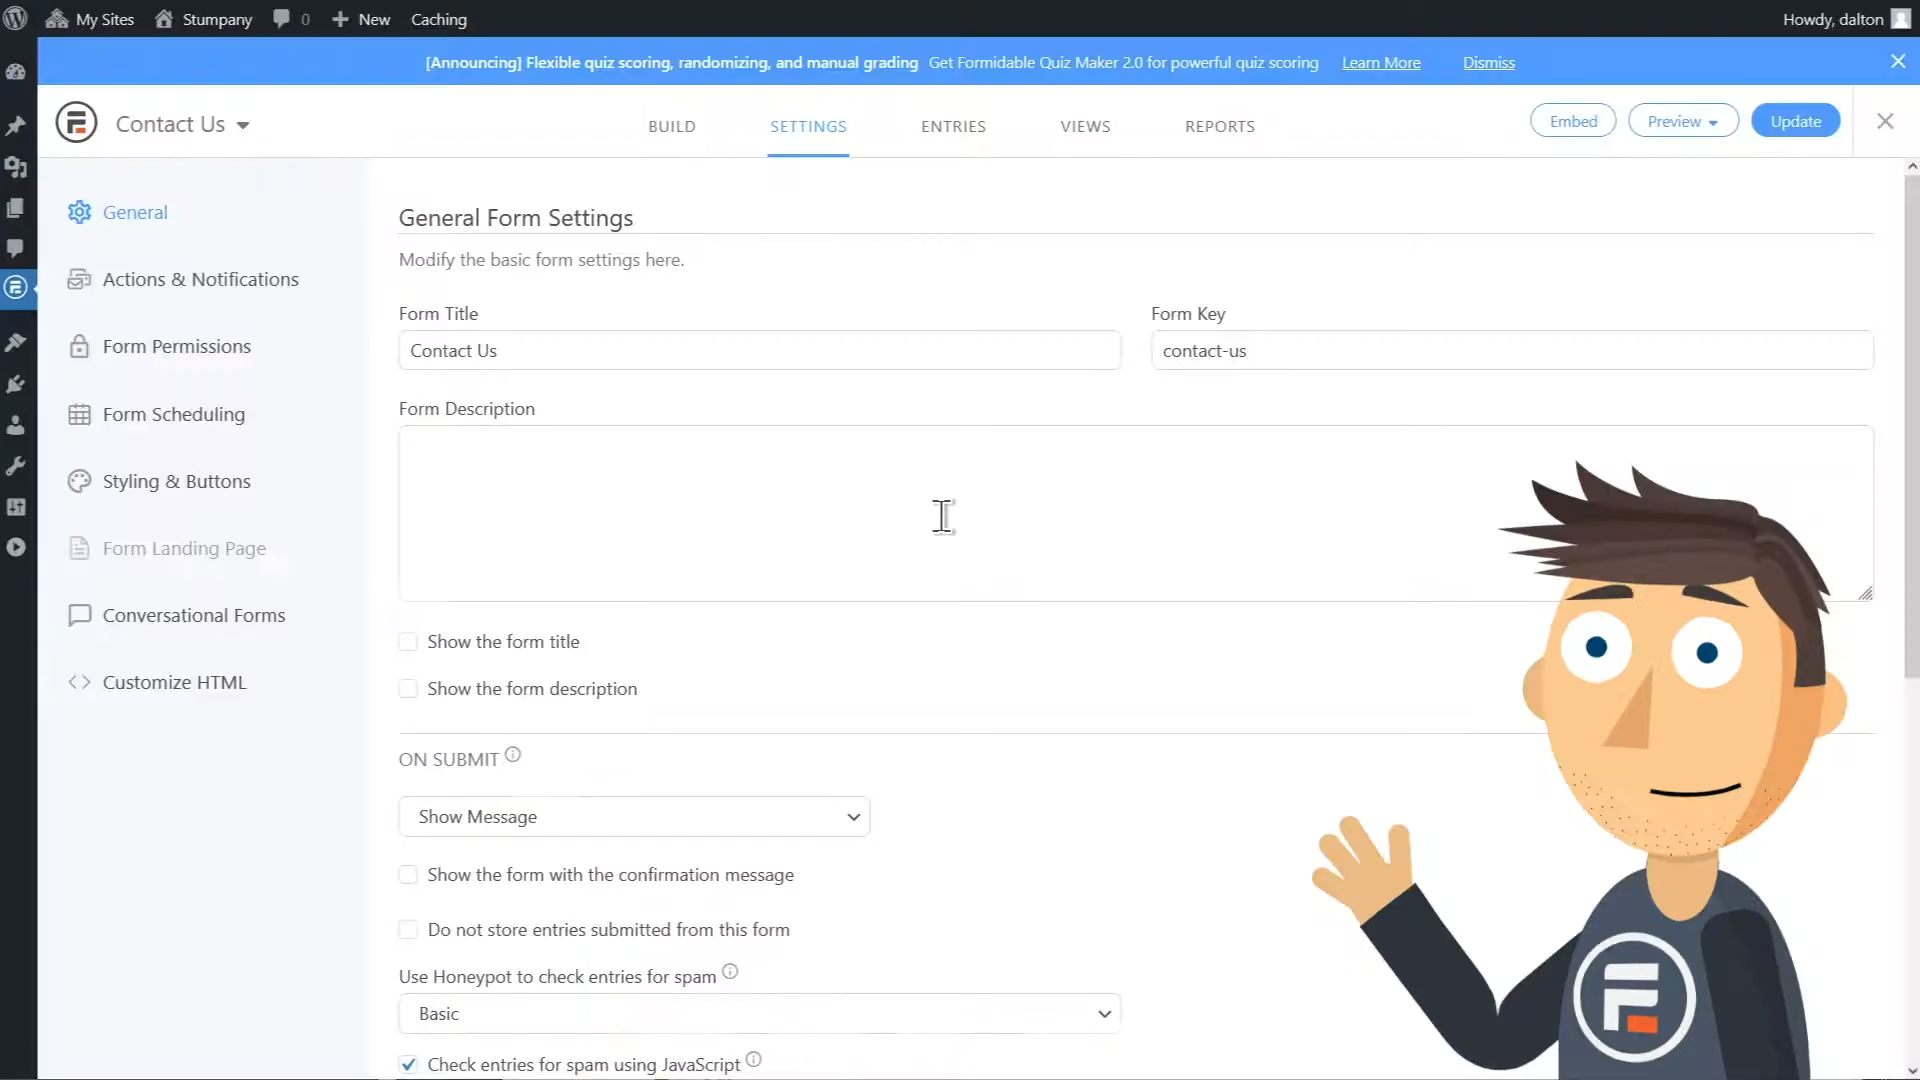 My Sites Stumpany 0 New Caching Howdy, dalton
[Announcing] Flexible quiz scoring, randomizing, and manual grading Get Formidable Quiz Maker 2.0 for powerful quiz scoring Learn More Dismiss
Contact Us BUILD SETTINGS ENTRIES VIEWS REPORTS Embed Preview Update
General
Actions & Notifications
Form Permissions
Form Scheduling
Styling & Buttons
Form Landing Page
Conversational Forms
Customize HTML
General Form Settings
Modify the basic form settings here.
Form Title Form Key
Contact Us contact-us
Form Description
Show the form title
Show the form description
ON SUBMIT
Show Message
Show the form with the confirmation message
Do not store entries submitted from this form
Use Honeypot to check entries for spam
Basic
Check entries for spam using JavaScript